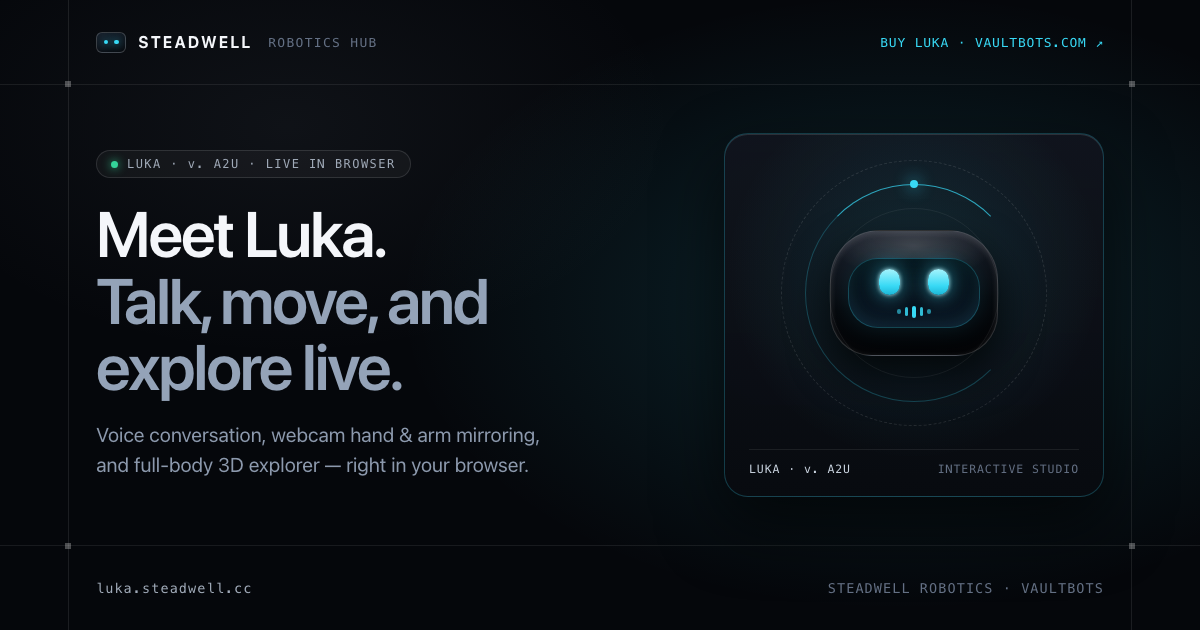 STEADWELL ROBOTICS HUB
BUY LUKA · VAULTBOTS.COM ↗
LUKA · v. A2U · LIVE IN BROWSER
Meet Luka.
Talk, move, and
explore live.
Voice conversation, webcam hand & arm mirroring,
and full-body 3D explorer — right in your browser.
LUKA · v. A2U
INTERACTIVE STUDIO
luka.steadwell.cc
STEADWELL ROBOTICS · VAULTBOTS